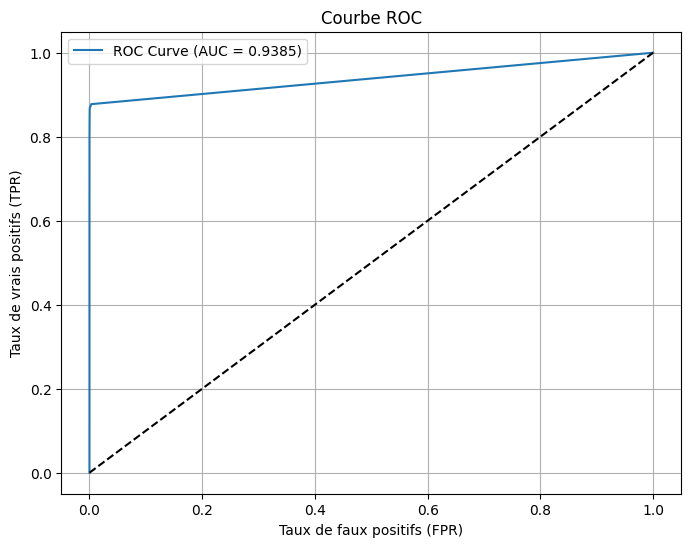 Courbe ROC
ROC Curve (AUC = 0.9385)
Taux de vrais positifs (TPR)
1.0
0.8
0.6
0.4
0.2
0.0
0.0 0.2 0.4 0.6 0.8 1.0
Taux de faux positifs (FPR)